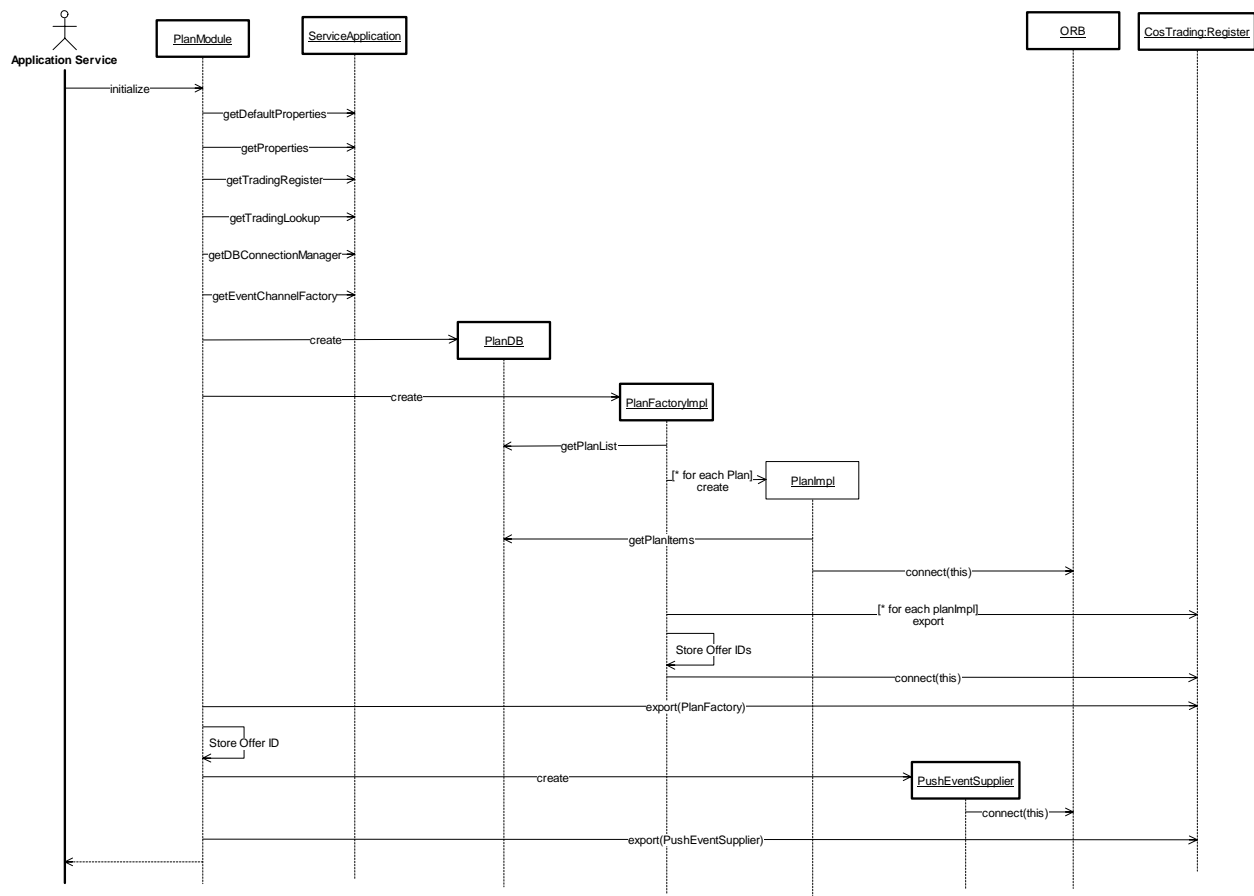 Application Service
PlanModule
ServiceApplication
ORB
CosTrading:Register
initialize
getDefaultProperties
getProperties
getTradingRegister
getTradingLookup
getDBConnectionManager
getEventChannelFactory
create
PlanDB
create
PlanFactoryImpl
getPlanList
[* for each Plan]
create
PlanImpl
getPlanItems
connect(this)
[* for each planImpl]
export
Store Offer IDs
connect(this)
export(PlanFactory)
Store Offer ID
create
PushEventSupplier
connect(this)
export(PushEventSupplier)